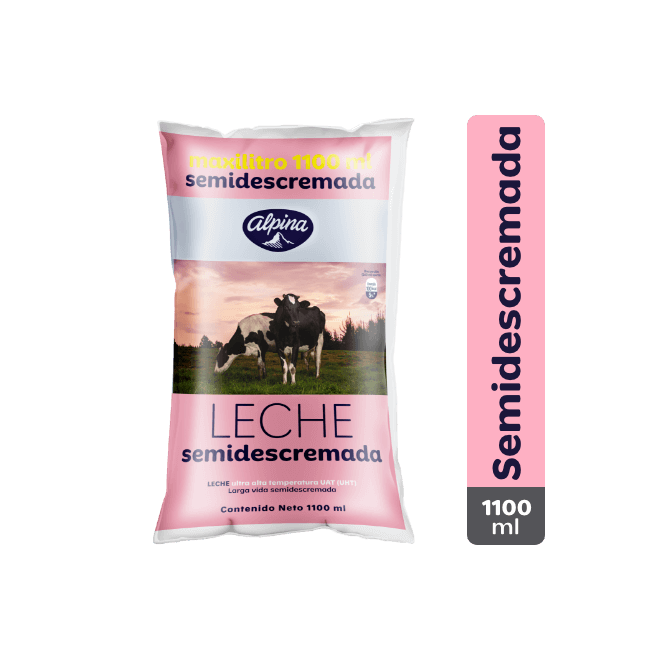 maxilitro 1100 ml
semidescremada
alpina
LECHE
semidescremada
LECHE ultra alta temperatura UAT (UHT)
Larga vida semidescremada
Contenido Neto 1100 ml
Semidescremada
1100
ml